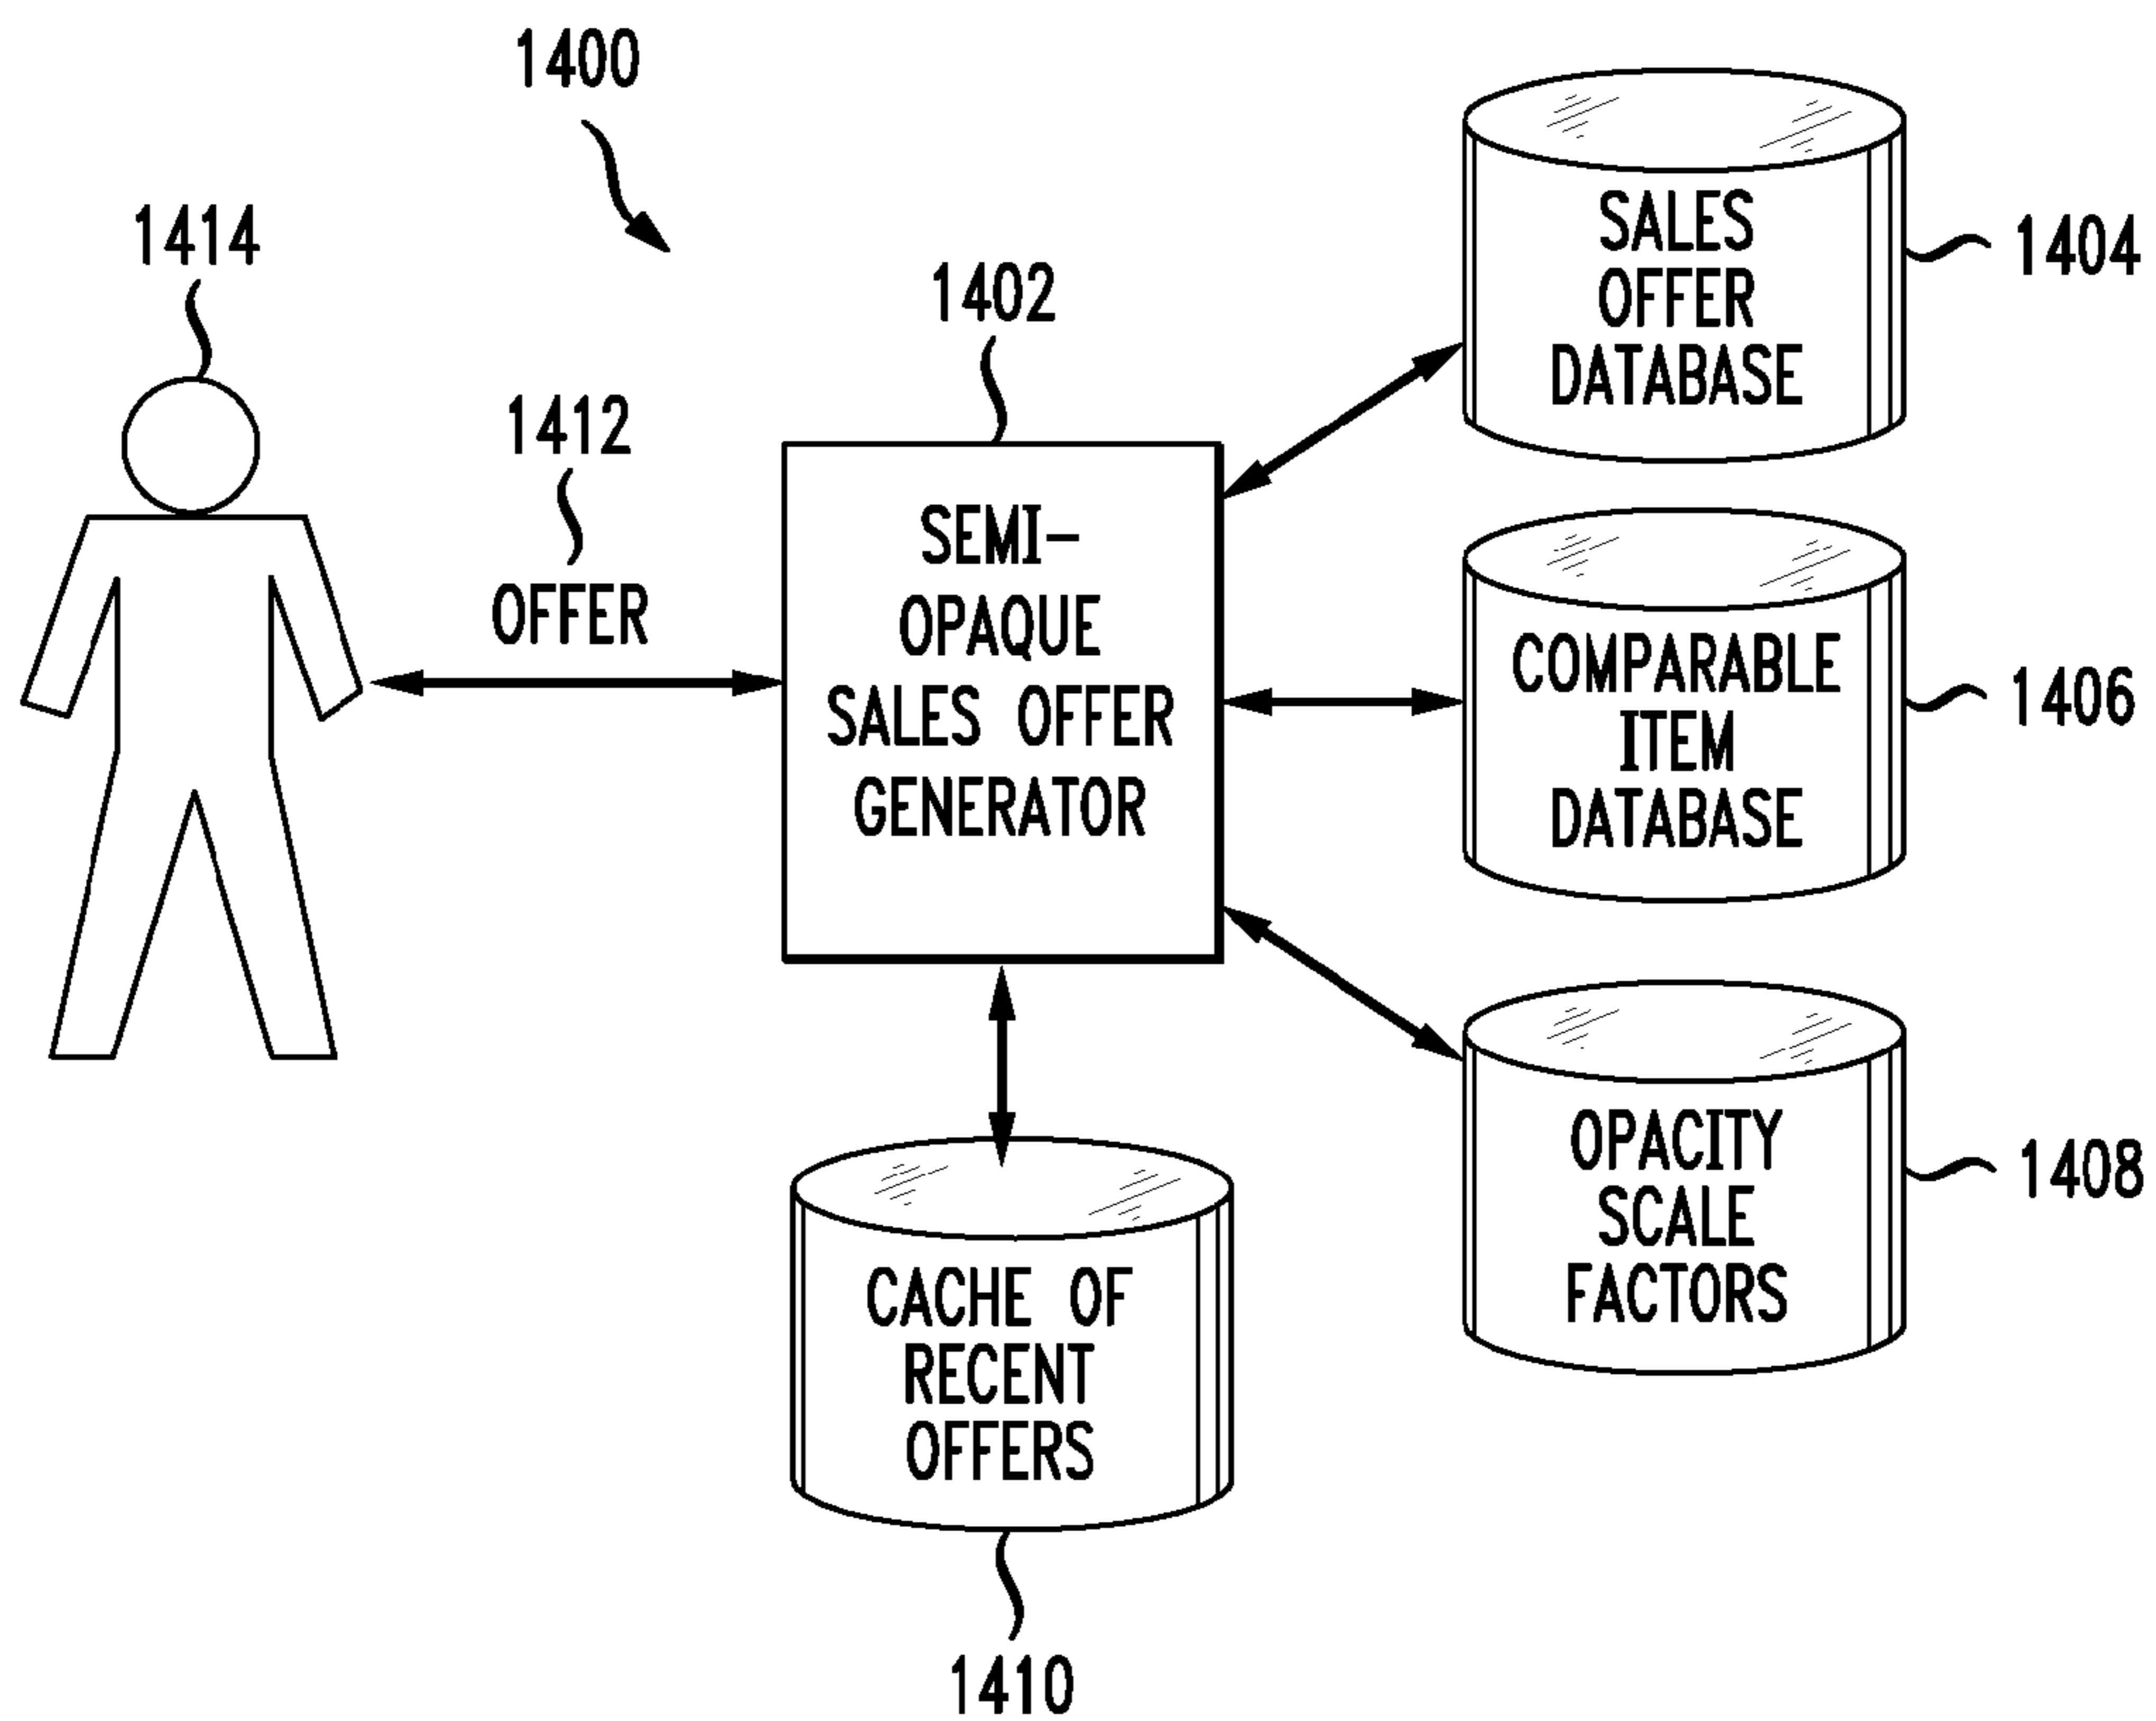 1400
1414
1402
1412
OFFER
SEMI-
OPAQUE
SALES OFFER
GENERATOR
SALES
OFFER
DATABASE
1404
COMPARABLE
ITEM
DATABASE
1406
OPACITY
SCALE
FACTORS
1408
CACHE OF
RECENT
OFFERS
1410